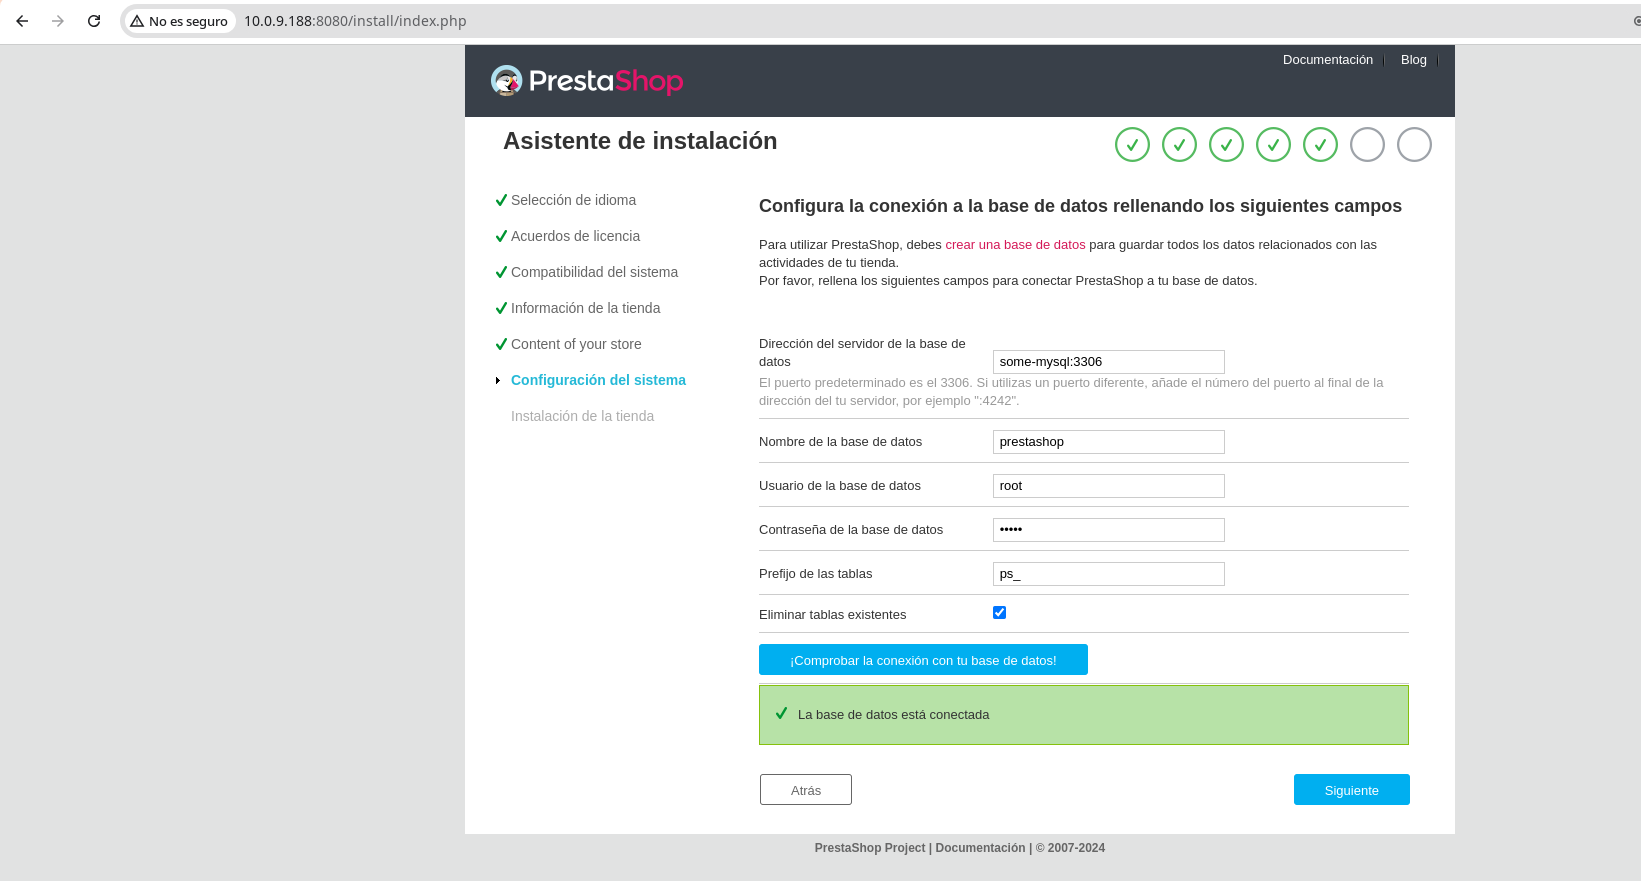 No es seguro
10.0.9.188:8080/install/index.php
Documentación
Blog
PrestaShop
Asistente de instalación
Selección de idioma
Acuerdos de licencia
Compatibilidad del sistema
Información de la tienda
Content of your store
Configuración del sistema
Instalación de la tienda
Configura la conexión a la base de datos rellenando los siguientes campos
Para utilizar PrestaShop, debes crear una base de datos para guardar todos los datos relacionados con las
actividades de tu tienda.
Por favor, rellena los siguientes campos para conectar PrestaShop a tu base de datos.
Dirección del servidor de la base de
datos
some-mysql:3306
El puerto predeterminado es el 3306. Si utilizas un puerto diferente, añade el número del puerto al final de la
dirección del tu servidor, por ejemplo ":4242".
Nombre de la base de datos
prestashop
Usuario de la base de datos
root
Contraseña de la base de datos
•••••
Prefijo de las tablas
ps_
Eliminar tablas existentes
¡Comprobar la conexión con tu base de datos!
La base de datos está conectada
Atrás
Siguiente
PrestaShop Project | Documentación | © 2007-2024